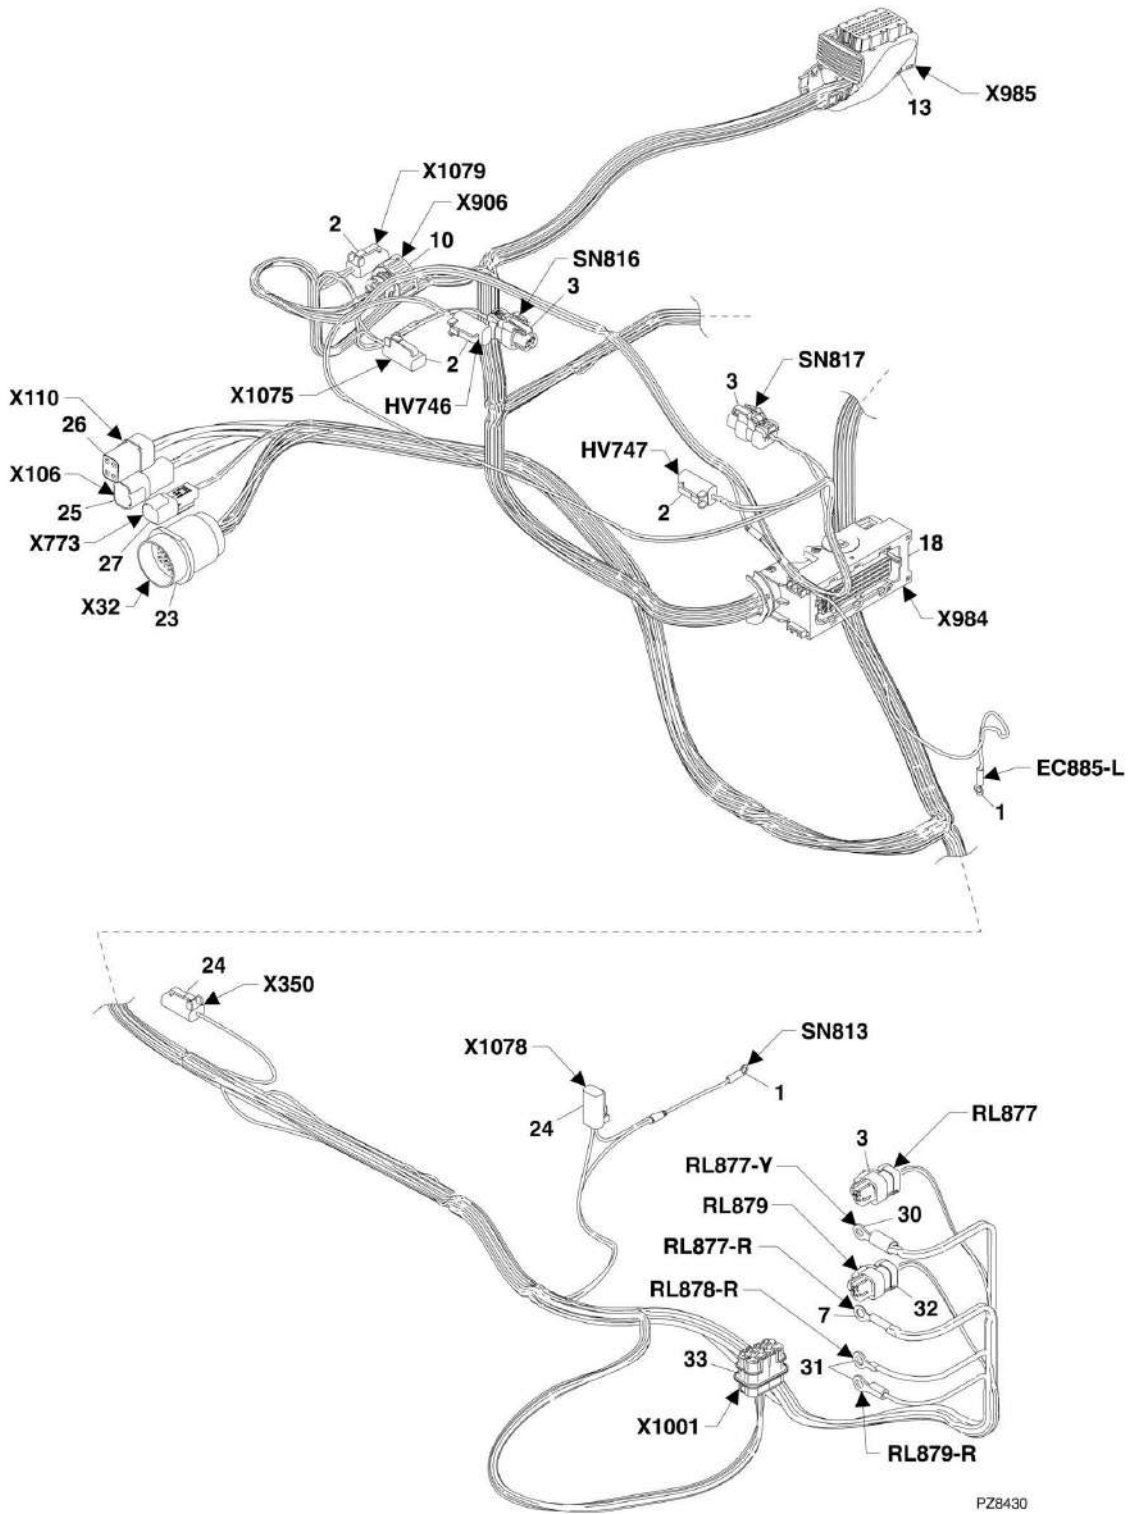 13
X985
X1079
X906
2
10
SN816
3
SN817
3
X1075
2
HV746
X110
26
HV747
X106
25
2
X773
27
18
X32
23
X984
EC885-L
1
24
X350
SN813
X1078
1
24
RL877
3
RL877-Y
30
RL879
RL877-R
RL878-R
32
7
33
31
X1001
RL879-R
PZ8430